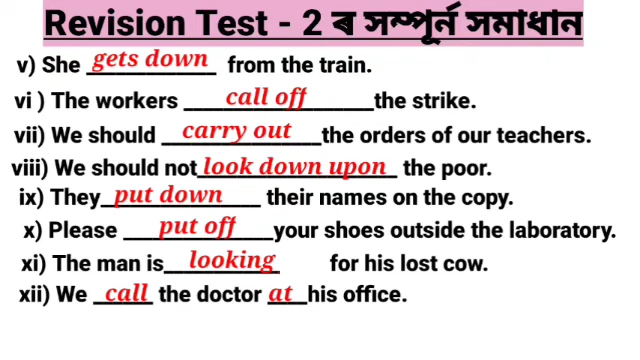 Revision Test - 2 ৰ সম্পূৰ্ন সমাধান
v) She gets down from the train.
vi ) The workers call off the strike.
vii) We should carry out the orders of our teachers.
viii) We should not look down upon the poor.
ix) They put down their names on the copy.
x) Please put off your shoes outside the laboratory.
xi) The man is looking for his lost cow.
xii) We call the doctor at his office.